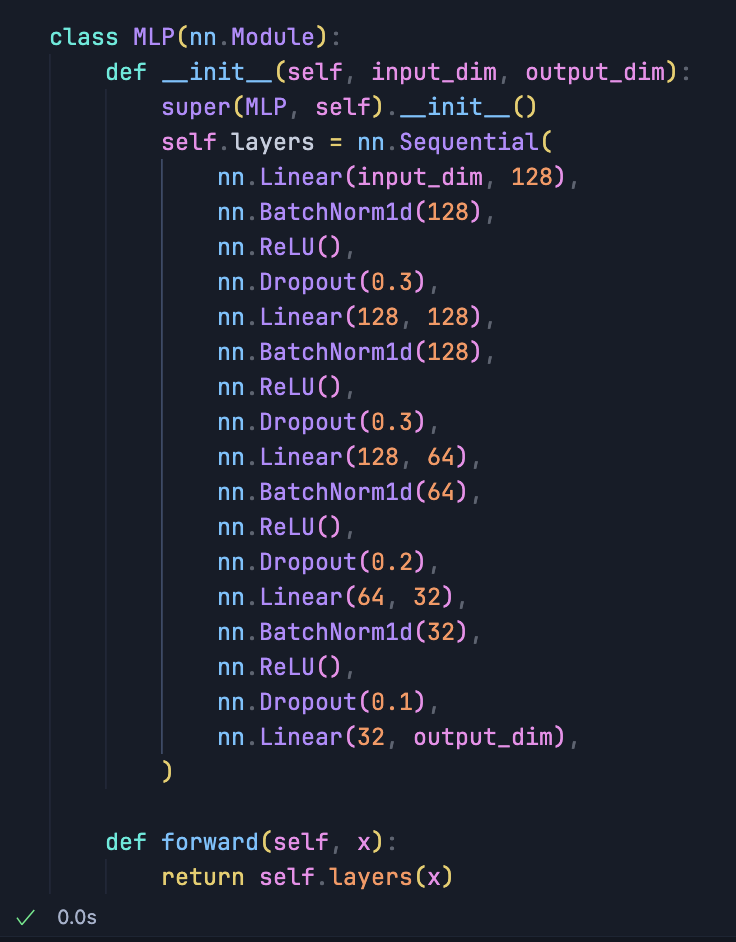 class MLP(nn.Module):
    def __init__(self, input_dim, output_dim):
        super(MLP, self).__init__()
        self.layers = nn.Sequential(
            nn.Linear(input_dim, 128),
            nn.BatchNorm1d(128),
            nn.ReLU(),
            nn.Dropout(0.3),
            nn.Linear(128, 128),
            nn.BatchNorm1d(128),
            nn.ReLU(),
            nn.Dropout(0.3),
            nn.Linear(128, 64),
            nn.BatchNorm1d(64),
            nn.ReLU(),
            nn.Dropout(0.2),
            nn.Linear(64, 32),
            nn.BatchNorm1d(32),
            nn.ReLU(),
            nn.Dropout(0.1),
            nn.Linear(32, output_dim),
        )

    def forward(self, x):
        return self.layers(x)
✓ 0.0s